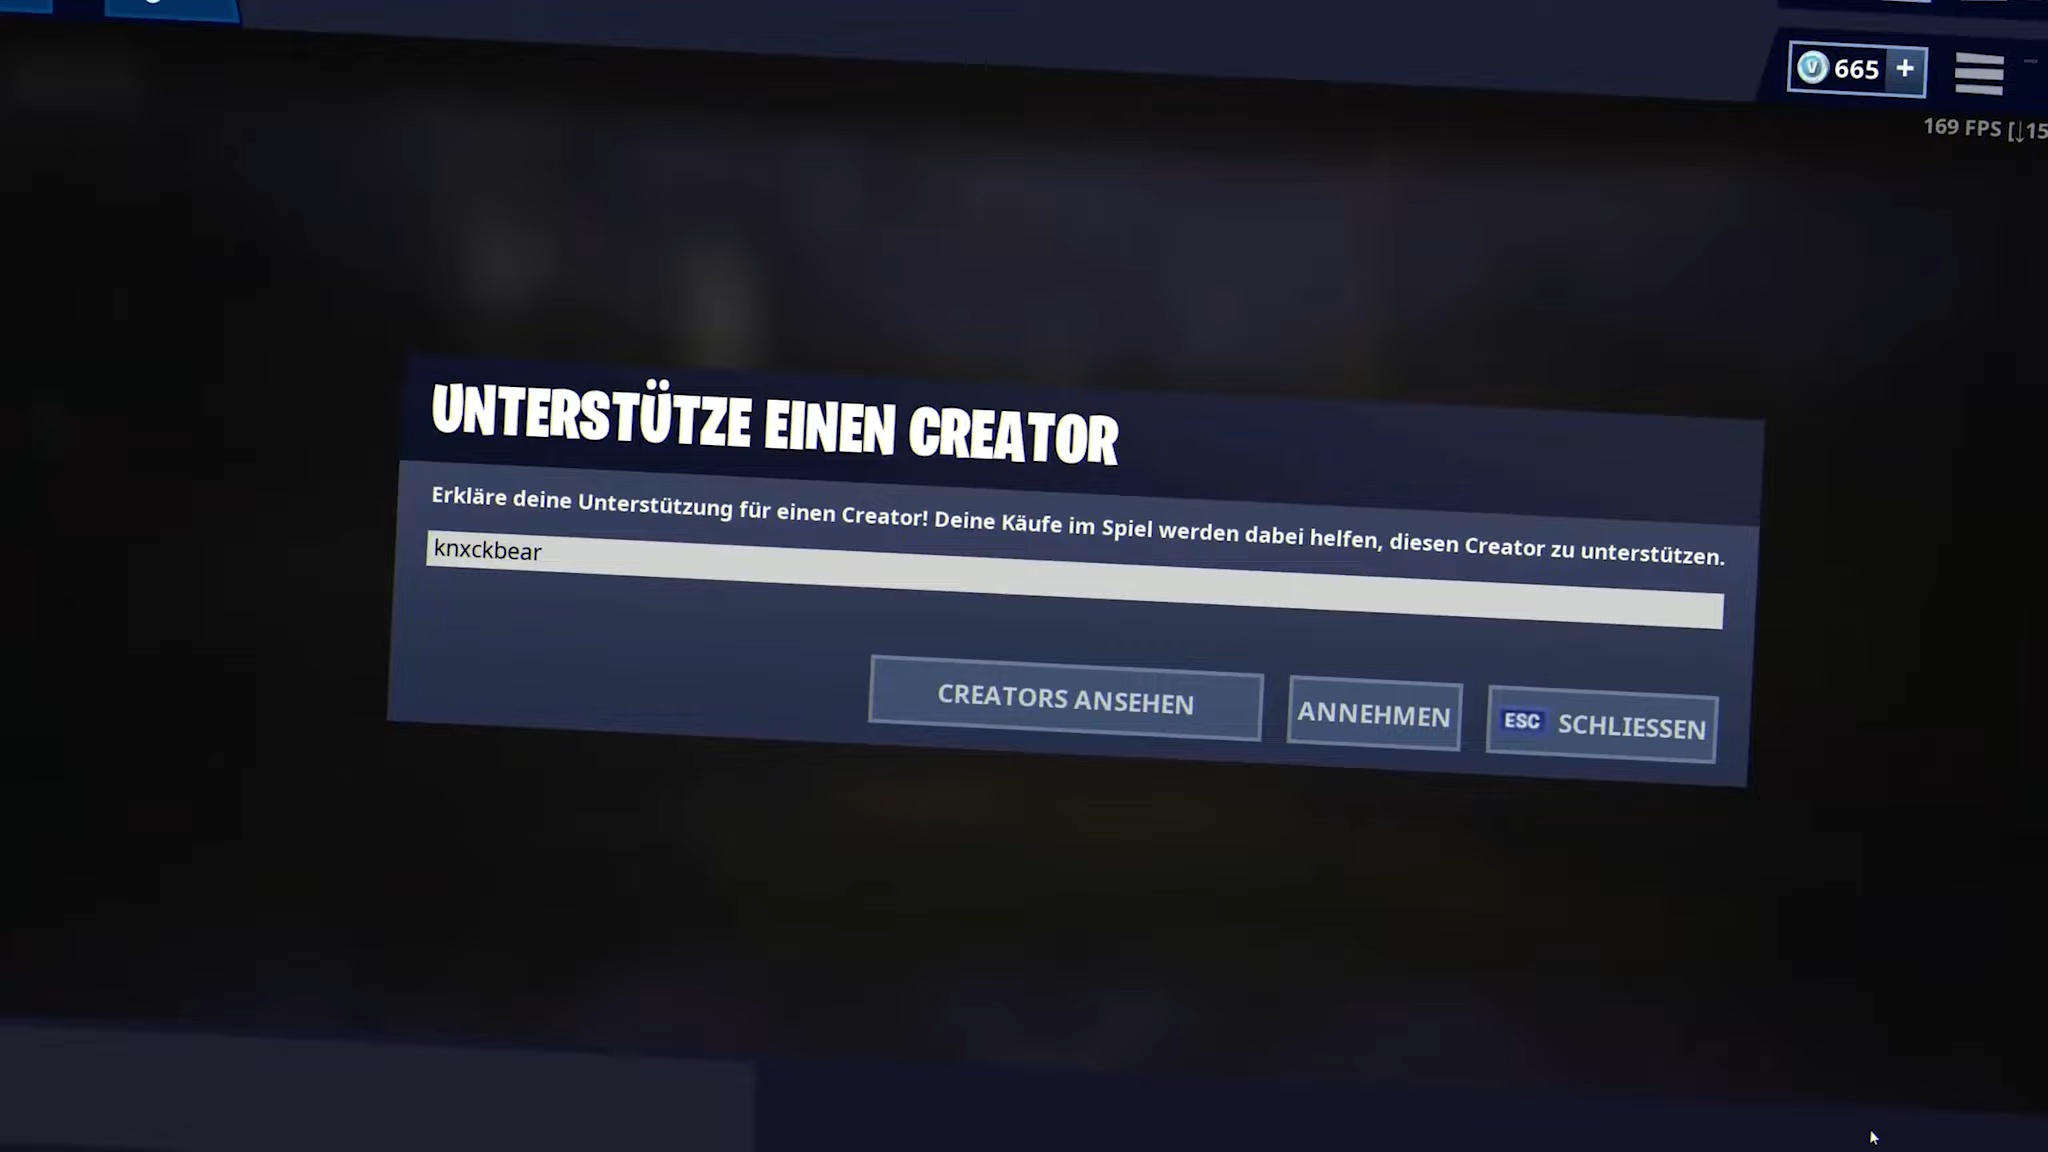 665 +
169 FPS [↓15
UNTERSTÜTZE EINEN CREATOR
Erkläre deine Unterstützung für einen Creator! Deine Käufe im Spiel werden dabei helfen, diesen Creator zu unterstützen.
knxckbear
CREATORS ANSEHEN
ANNEHMEN
ESC SCHLIESSEN